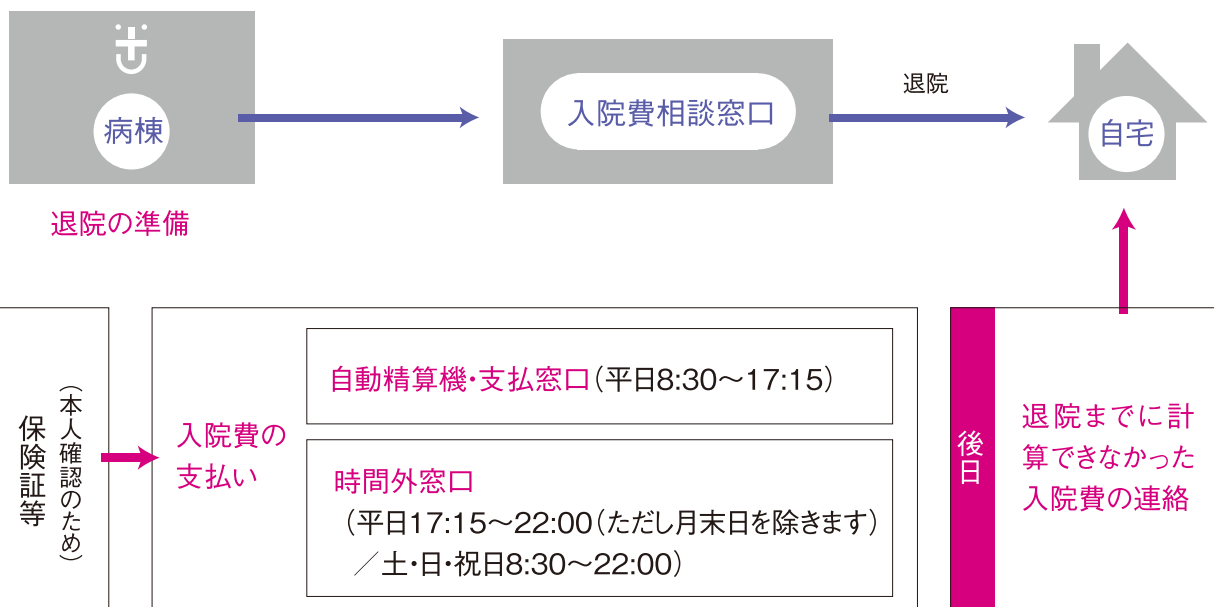 病棟
入院費相談窓口
退院
自宅
退院の準備
保険証等
（本人確認のため）
入院費の
支払い
自動精算機・支払窓口（平日8:30〜17:15）
時間外窓口
（平日17:15〜22:00（ただし月末日を除きます）
／土・日・祝日8:30〜22:00）
後日
退院までに計
算できなかった
入院費の連絡